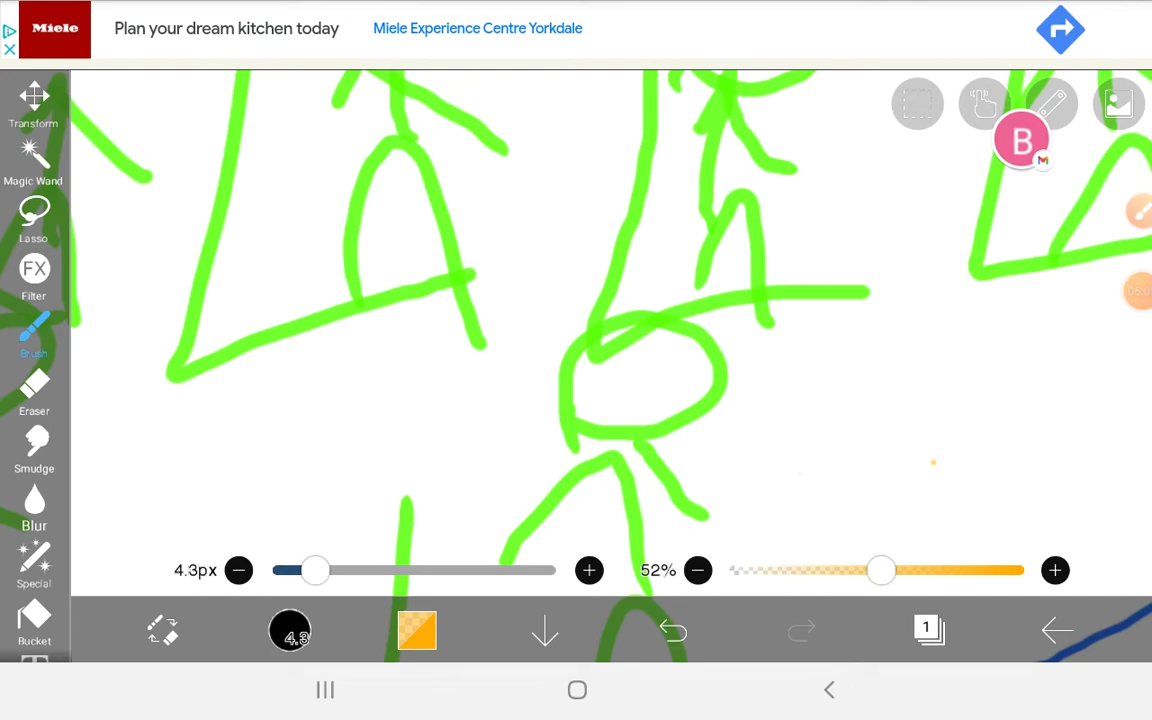 Miele
Plan your dream kitchen today
Miele Experience Centre Yorkdale
Transform
Magic Wand
Lasso
FX
Filter
Brush
Eraser
Smudge
Blur
Special
Bucket
B
4.3px
52%
4.3
1